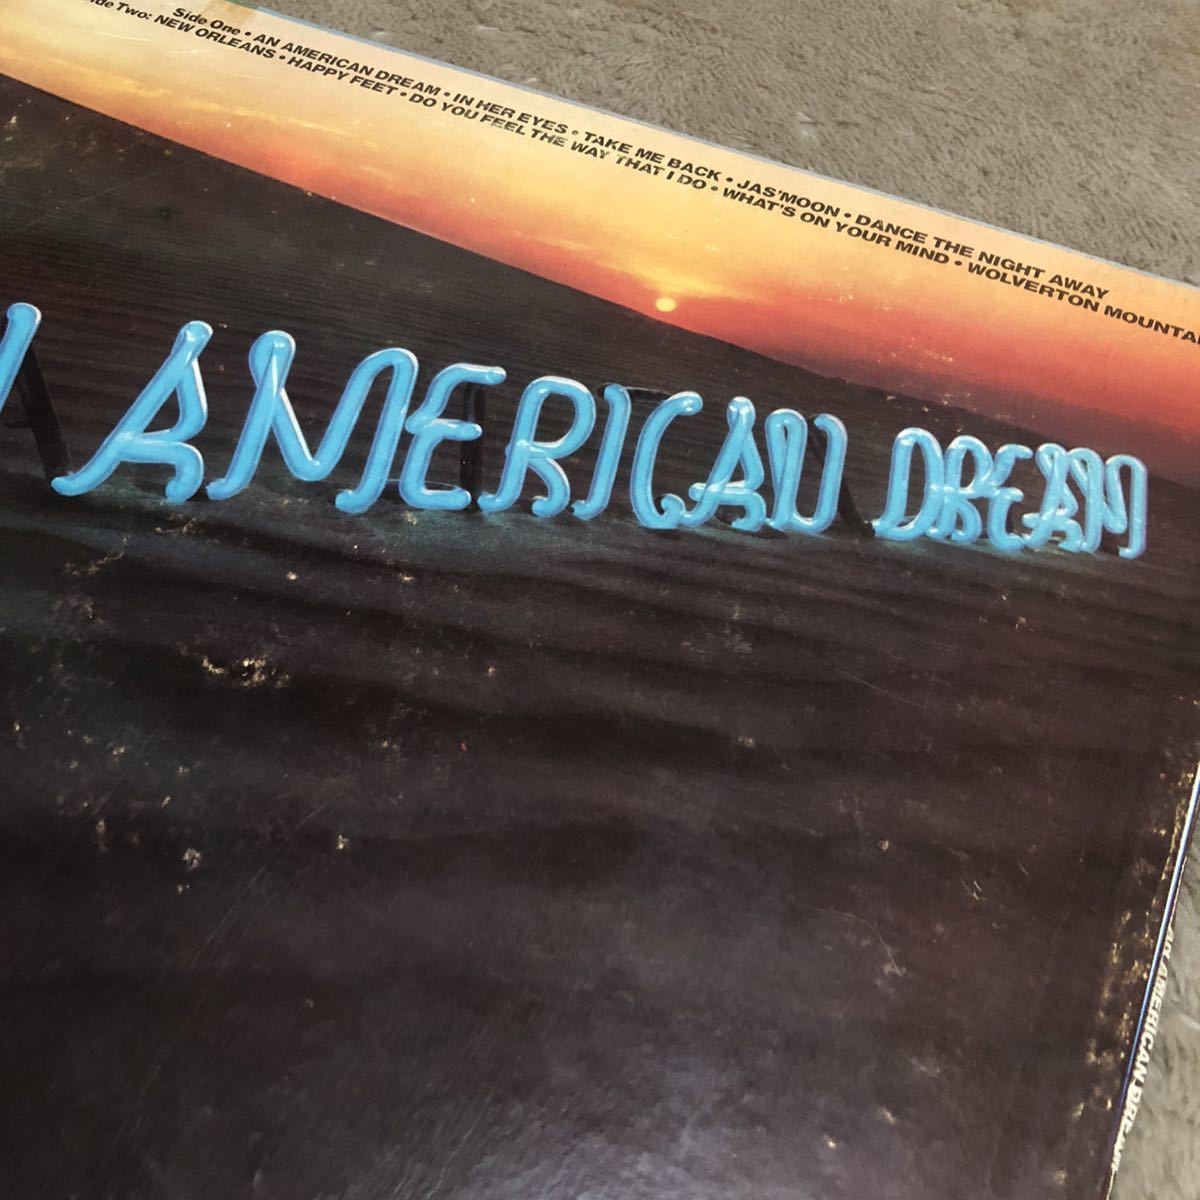 Side One • AN AMERICAN DREAM • IN HER EYES • TAKE ME BACK • JAS'MOON • DANCE THE NIGHT AWAY
Two: NEW ORLEANS • HAPPY FEET • DO YOU FEEL THE WAY THAT I DO • WHAT'S ON YOUR MIND • WOLVERTON MOUNTAI
AMERICAN DREAM
AN AMERICAN DREAM